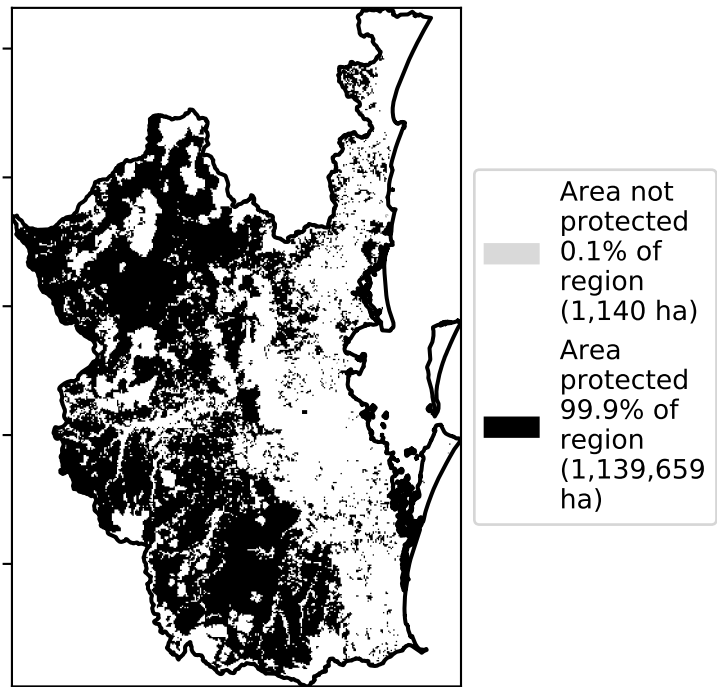 Area not
protected
0.1% of
region
(1,140 ha)
Area
protected
99.9% of
region
(1,139,659
ha)